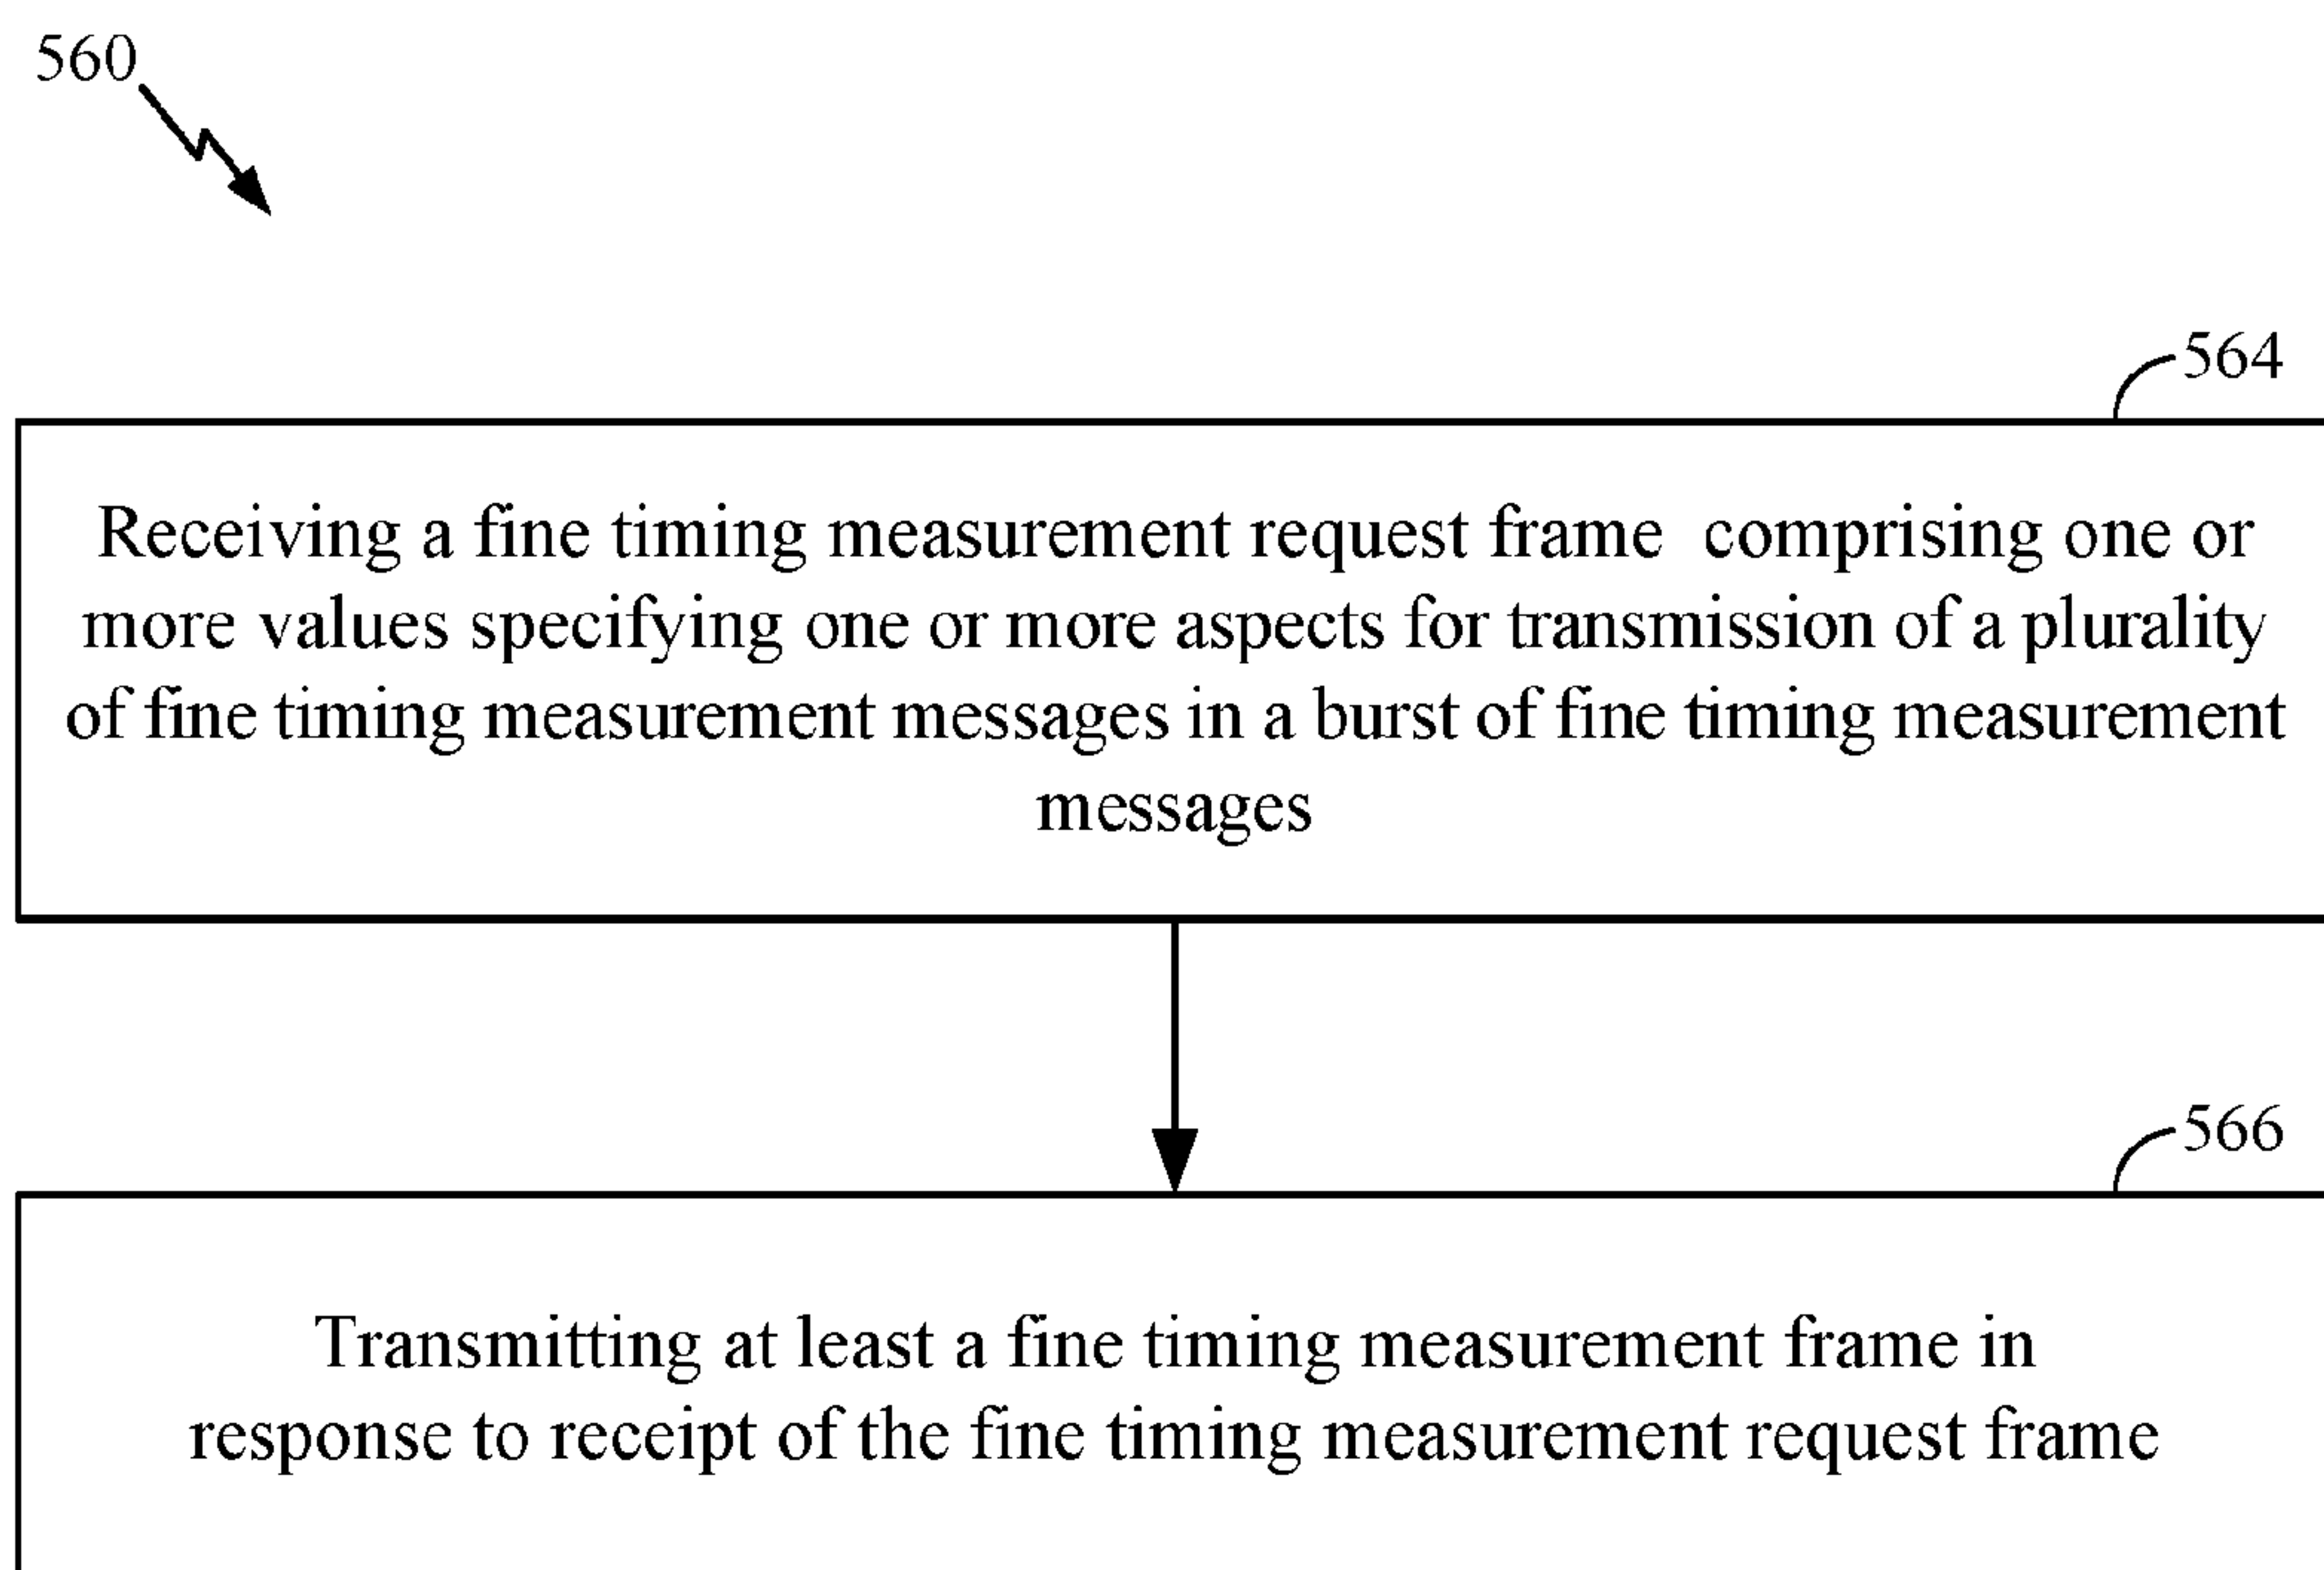 560
564
Receiving a fine timing measurement request frame comprising one or
more values specifying one or more aspects for transmission of a plurality
of fine timing measurement messages in a burst of fine timing measurement
messages
566
Transmitting at least a fine timing measurement frame in
response to receipt of the fine timing measurement request frame